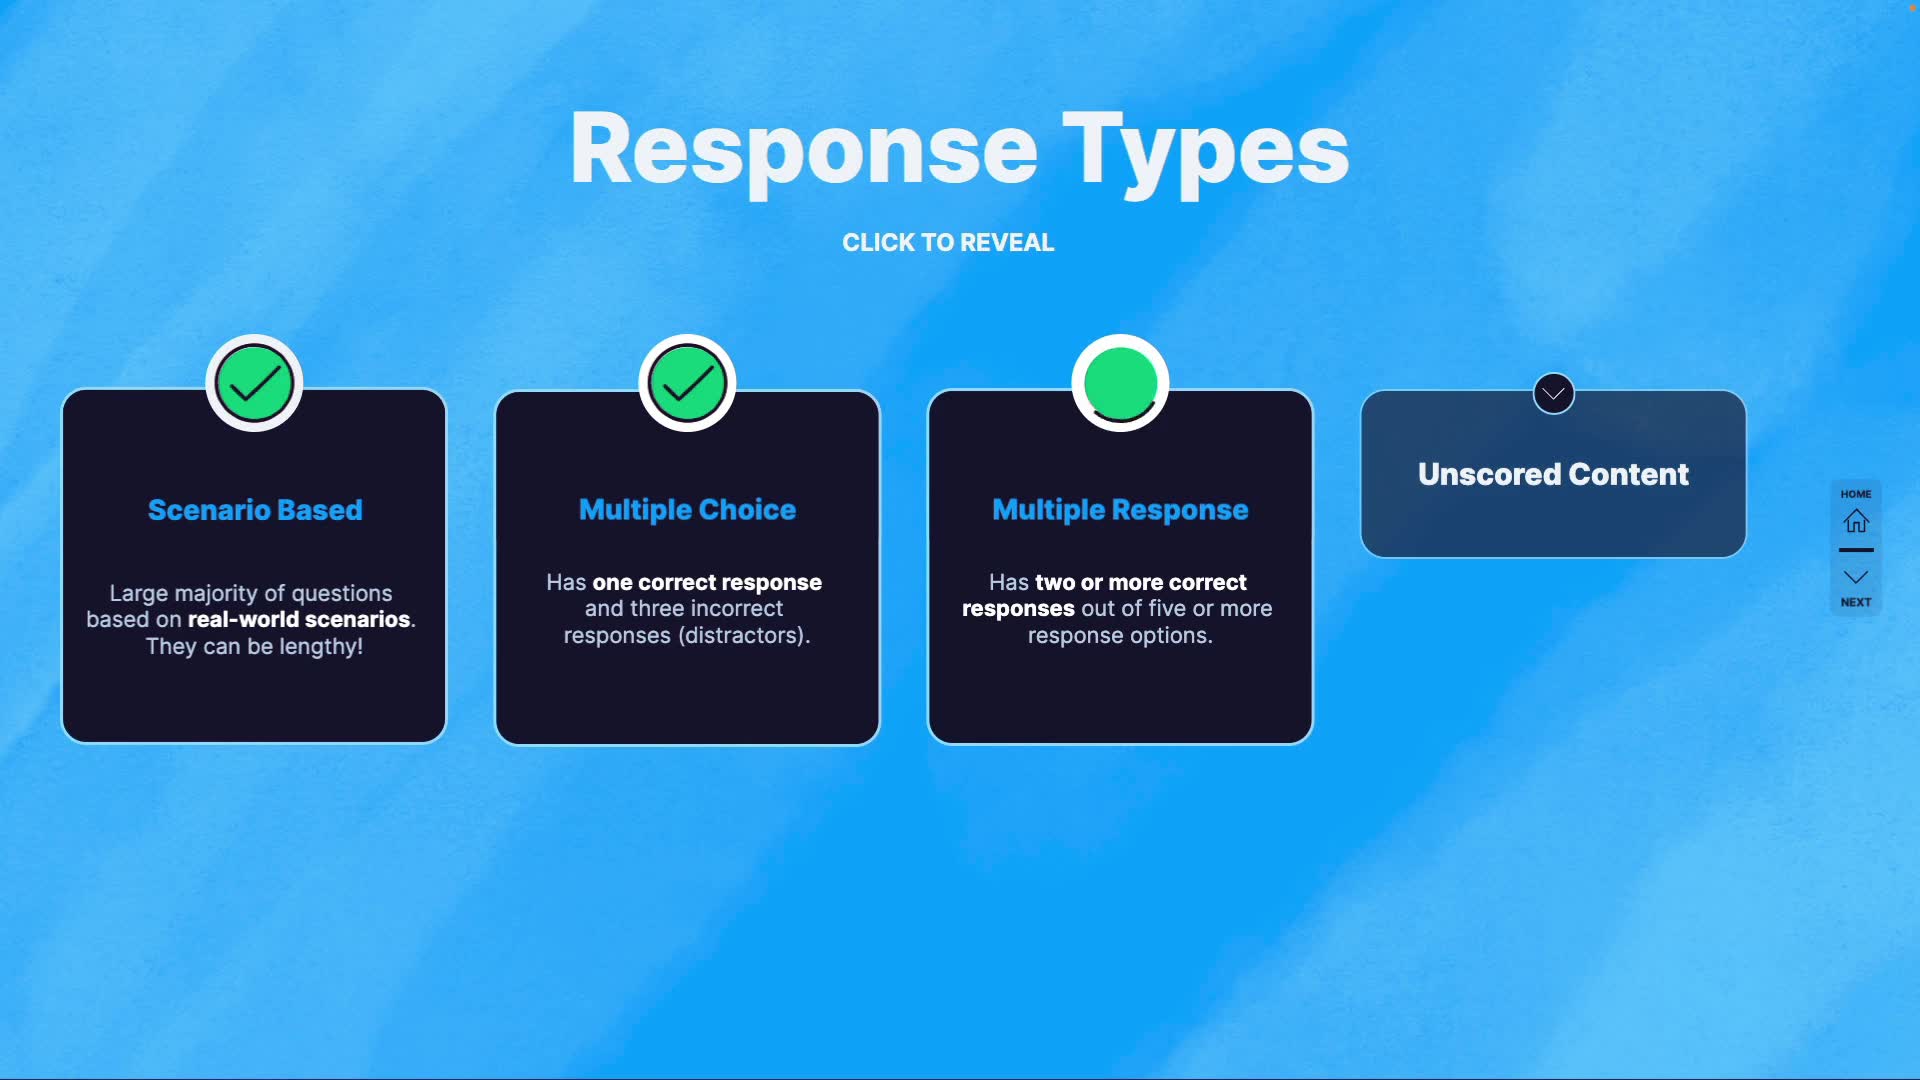 Response Types
CLICK TO REVEAL
Scenario Based
Large majority of questions
based on real-world scenarios.
They can be lengthy!
Multiple Choice
Has one correct response
and three incorrect
responses (distractors).
Multiple Response
Has two or more correct
responses out of five or more
response options.
Unscored Content
HOME
NEXT